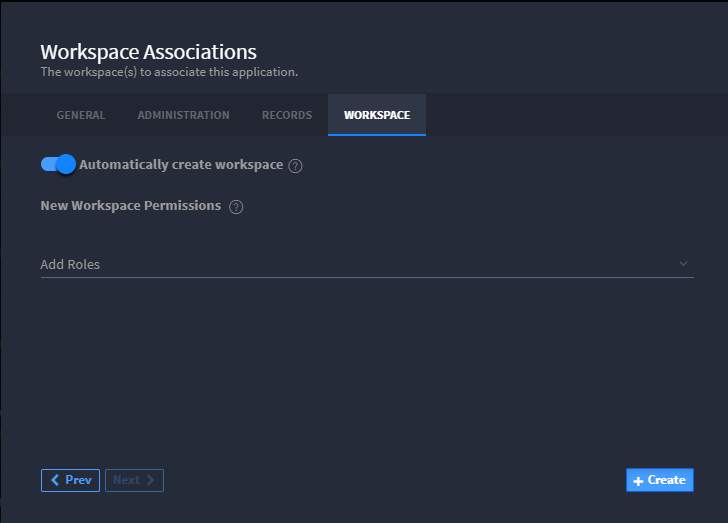 Workspace Associations
The workspace(s) to associate this application.
GENERAL ADMINISTRATION RECORDS WORKSPACE
Automatically create workspace ?
New Workspace Permissions ?
Add Roles
Prev Next + Create